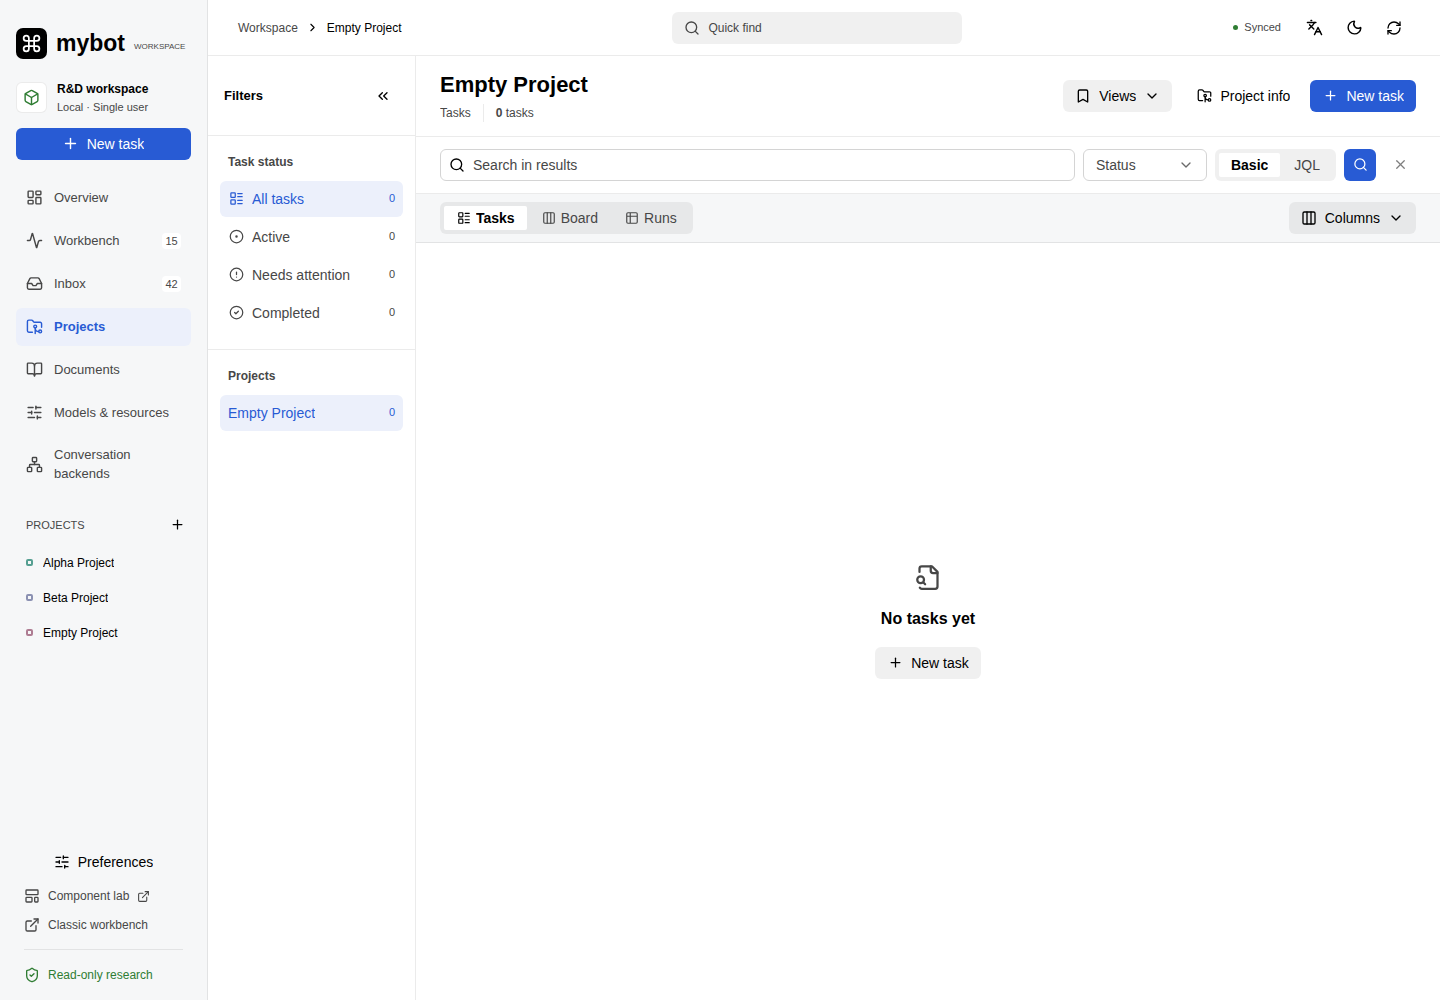 mybot WORKSPACE
R&D workspace
Local · Single user
New task
Overview
Workbench 15
Inbox 42
Projects
Documents
Models & resources
Conversation
backends
PROJECTS
Alpha Project
Beta Project
Empty Project
Preferences
Component lab
Classic workbench
Read-only research
Workspace Empty Project
Quick find
Synced
Filters
Task status
All tasks 0
Active 0
Needs attention 0
Completed 0
Projects
Empty Project 0
Empty Project
Tasks 0 tasks
Views
Project info
New task
Search in results
Status
Basic JQL
Tasks Board Runs
Columns
No tasks yet
New task